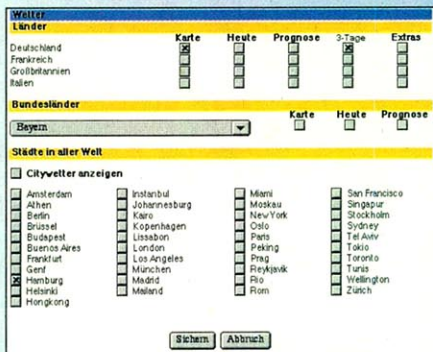 Wetter
Länder
Karte Heute Prognose 3-Tage Extras
Deutschland
Frankreich
Großbritannien
Italien
Bundesländer
Karte Heute Prognose
Bayern
Städte in aller Welt
Citywetter anzeigen
Amsterdam Instanbul Miami San Francisco
Athen Johannesburg Moskau Singapur
Berlin Kairo New York Stockholm
Brüssel Kopenhagen Oslo Sydney
Budapest Lissabon Paris Tel Aviv
Buenos Aires London Peking Tokio
Frankfurt Los Angeles Prag Toronto
Genf München Reykjavik Tunis
Hamburg Madrid Rio Wellington
Helsinki Mailand Rom Zürich
Hongkong
Sichern Abbruch